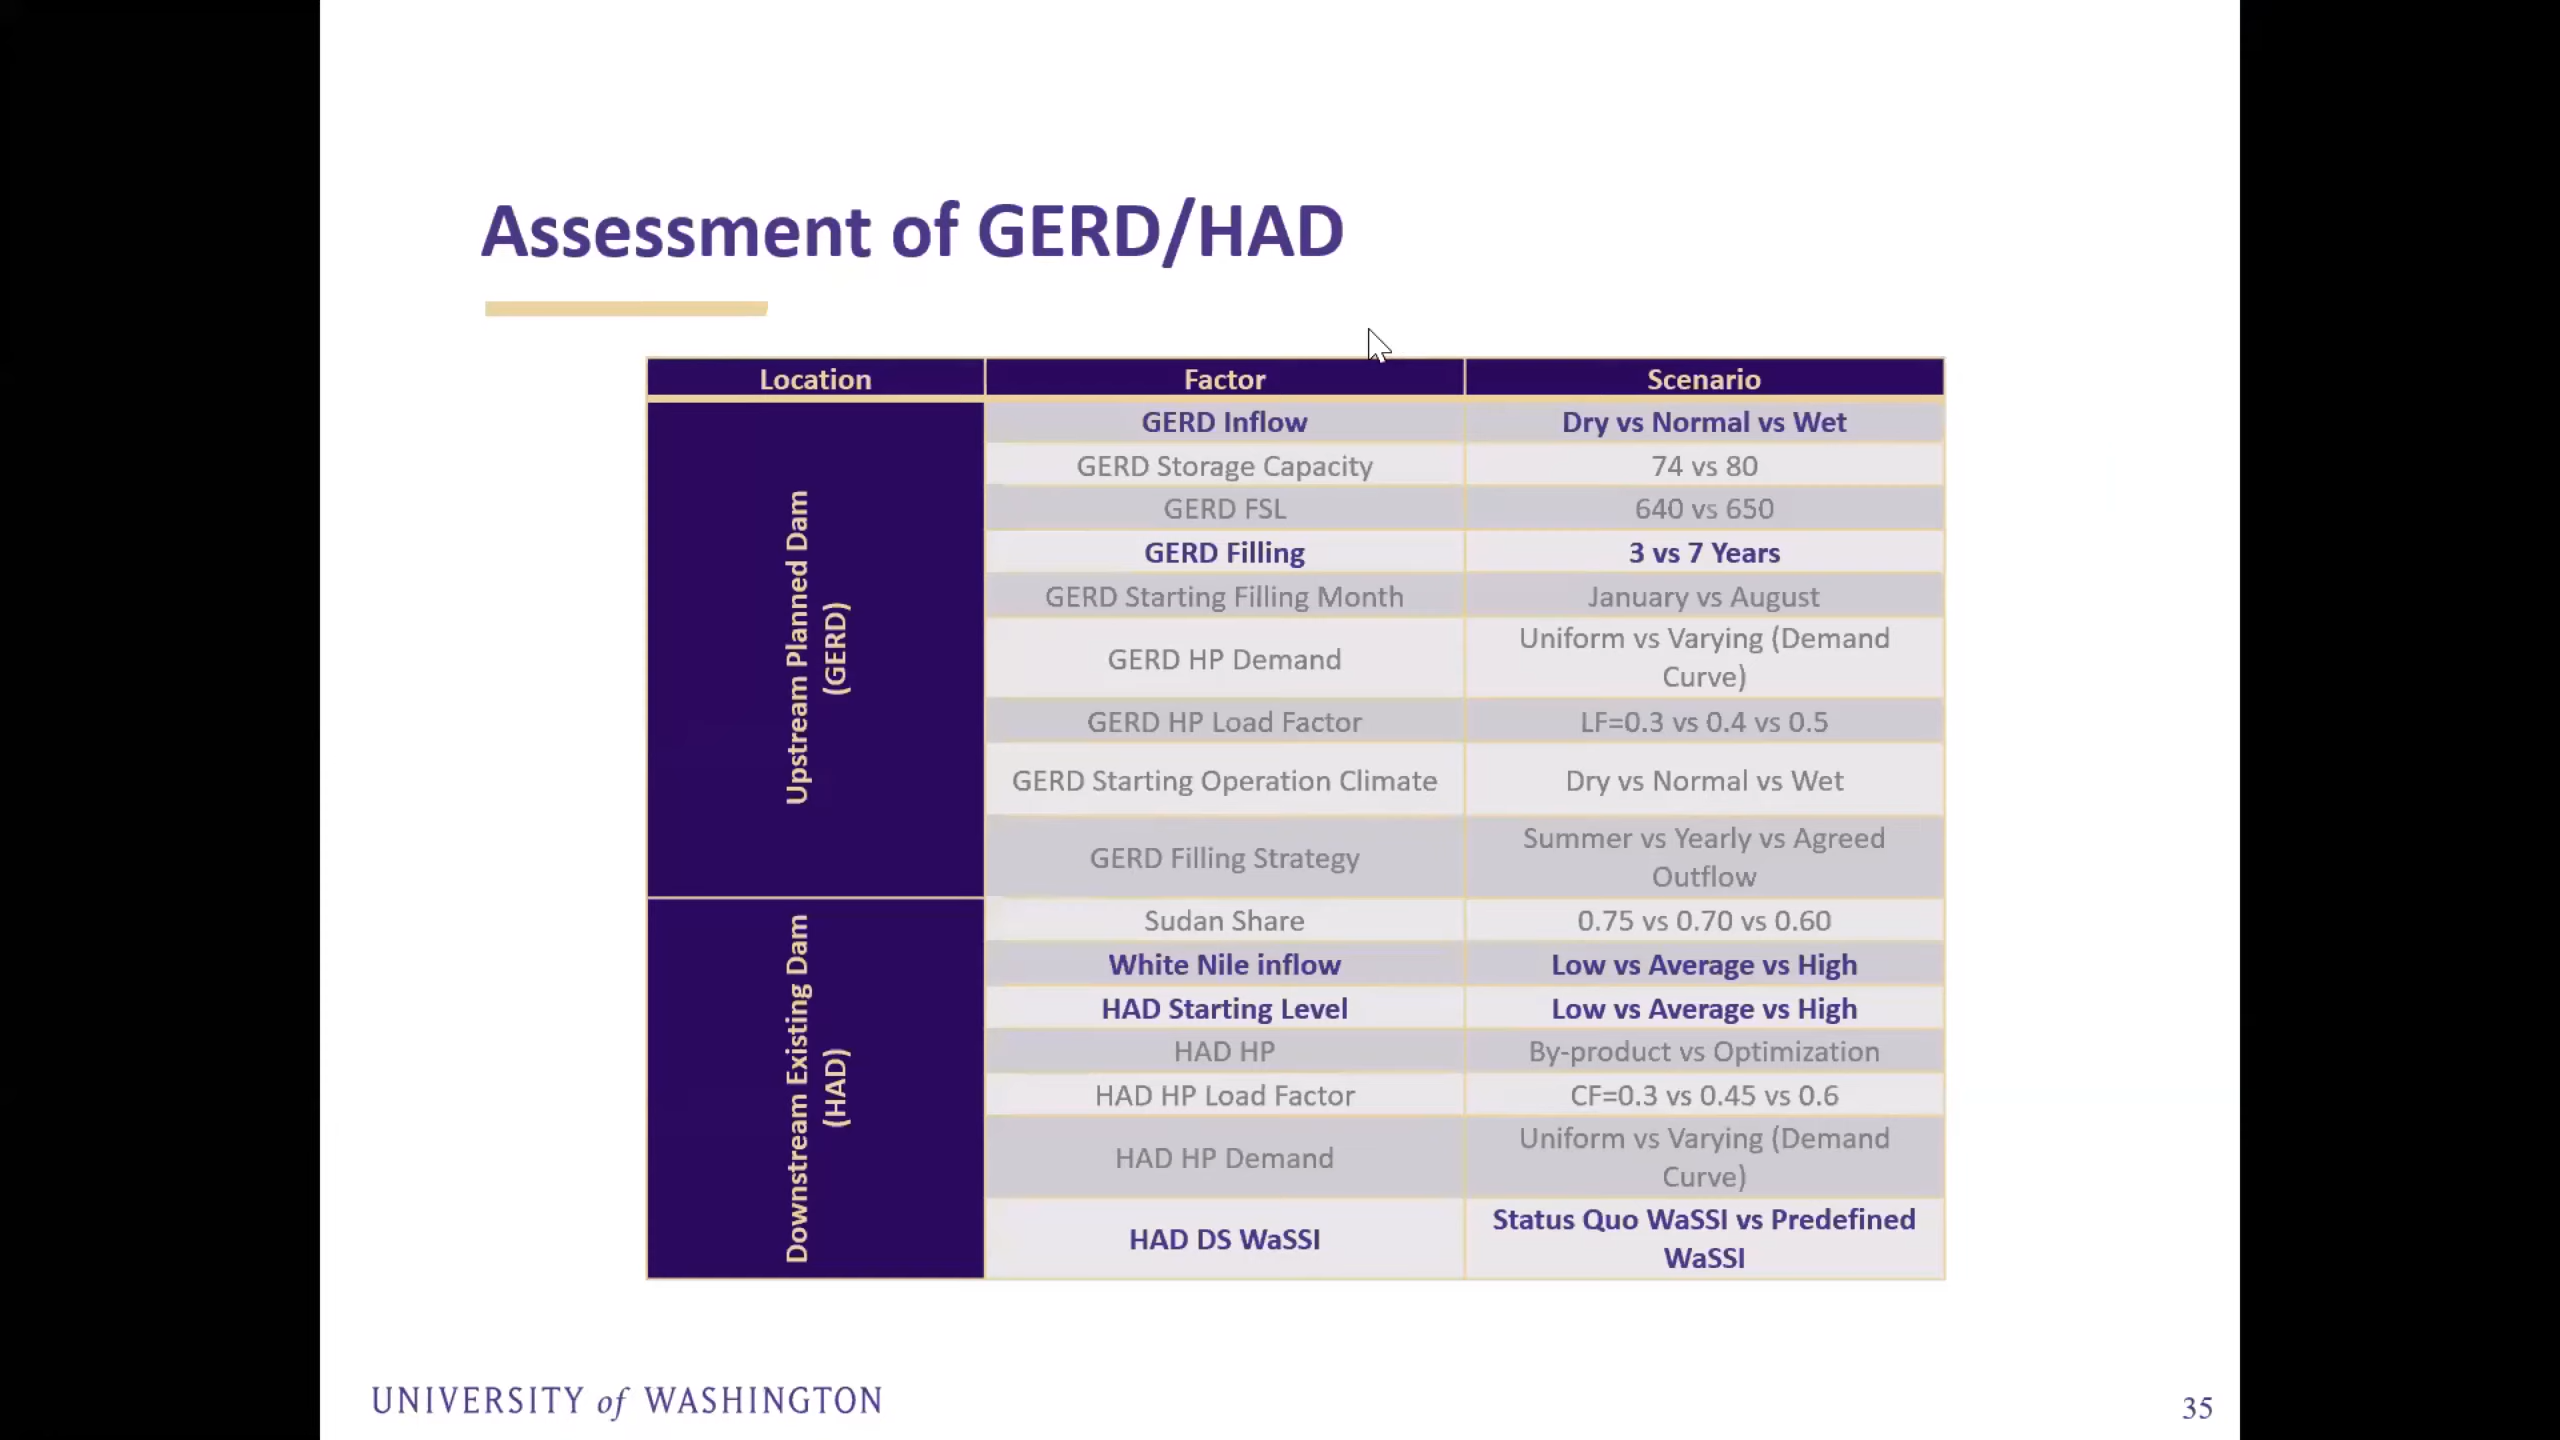 Assessment of GERD/HAD
Location Factor Scenario
Upstream Planned Dam
(GERD)
GERD Inflow Dry vs Normal vs Wet
GERD Storage Capacity 74 vs 80
GERD FSL 640 vs 650
GERD Filling 3 vs 7 Years
GERD Starting Filling Month January vs August
GERD HP Demand Uniform vs Varying (Demand
Curve)
GERD HP Load Factor LF=0.3 vs 0.4 vs 0.5
GERD Starting Operation Climate Dry vs Normal vs Wet
GERD Filling Strategy Summer vs Yearly vs Agreed
Outflow
Downstream Existing Dam
(HAD)
Sudan Share 0.75 vs 0.70 vs 0.60
White Nile inflow Low vs Average vs High
HAD Starting Level Low vs Average vs High
HAD HP By-product vs Optimization
HAD HP Load Factor CF=0.3 vs 0.45 vs 0.6
HAD HP Demand Uniform vs Varying (Demand
Curve)
HAD DS WaSSI Status Quo WaSSI vs Predefined
WaSSI
UNIVERSITY of WASHINGTON
35